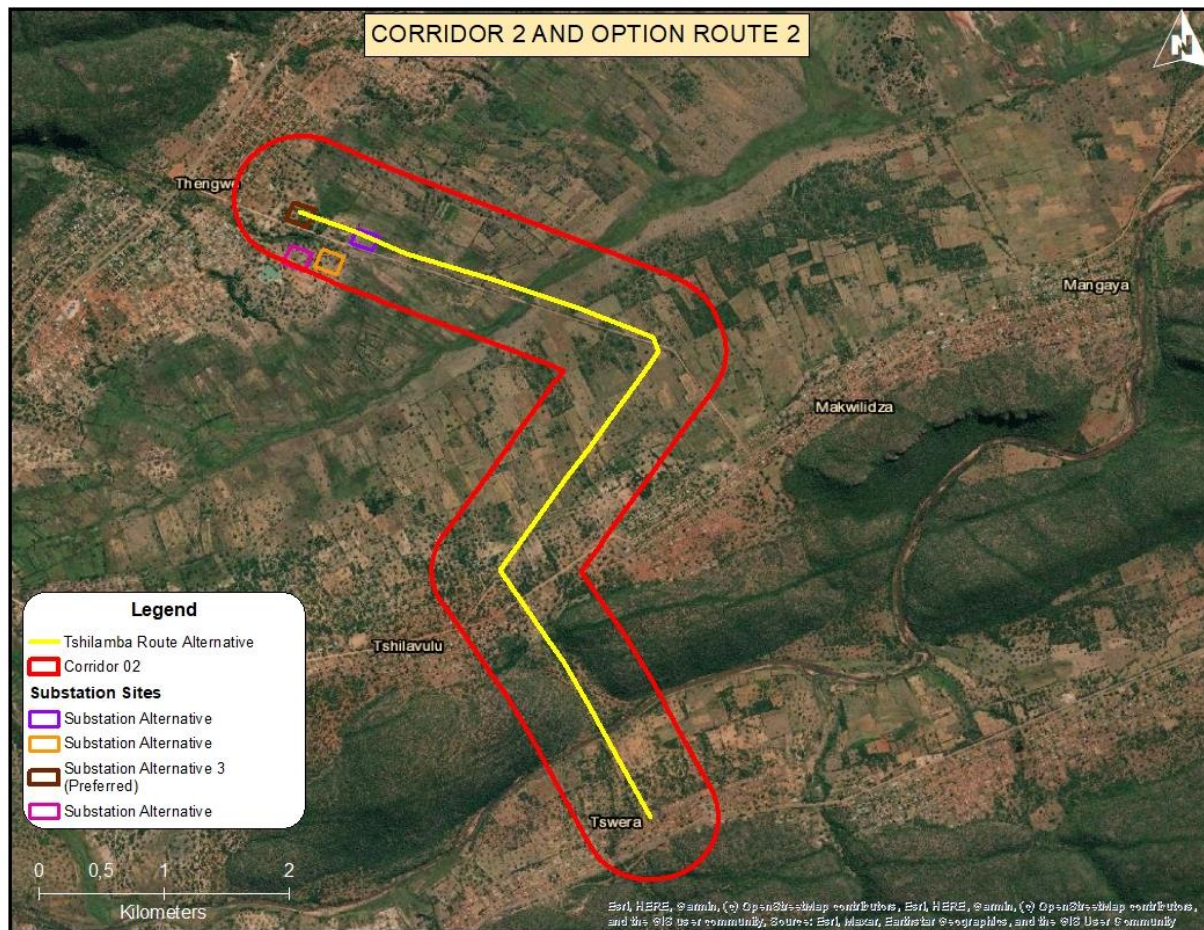 CORRIDOR 2 AND OPTION ROUTE 2
N
Thengwe
Mangaya
Makwilidza
Tshilavulu
Tswera
Legend
Tshilamba Route Alternative
Corridor 02
Substation Sites
Substation Alternative
Substation Alternative
Substation Alternative 3
(Preferred)
Substation Alternative
0 0,5 1 2
Kilometers
Esri, HERE, Garmin, (c) OpenStreetMap contributors, Esri, HERE, Garmin, (c) OpenStreetMap contributors,
and the GIS user community, Source: Esri, Maxar, Earthstar Geographics, and the GIS User Community